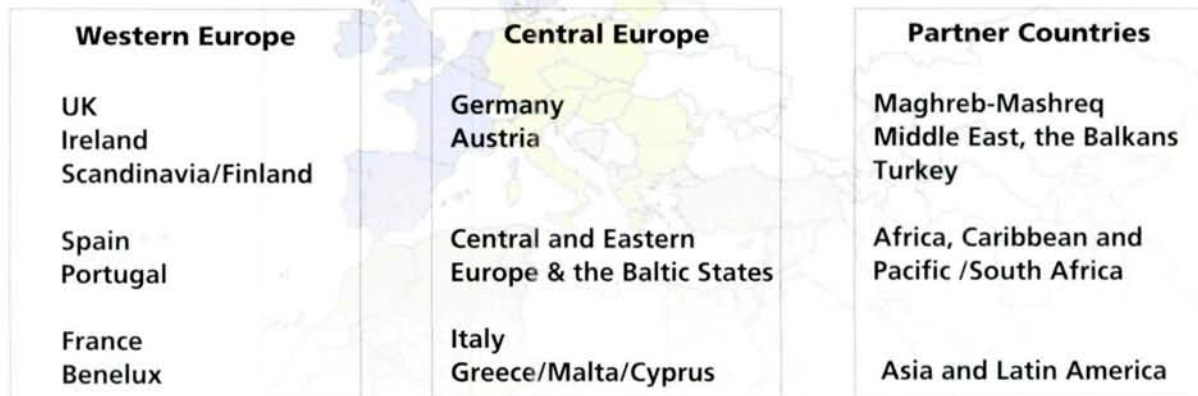 Western Europe
UK
Ireland
Scandinavia/Finland
Spain
Portugal
France
Benelux
Central Europe
Germany
Austria
Central and Eastern
Europe & the Baltic States
Italy
Greece/Malta/Cyprus
Partner Countries
Maghreb-Mashreq
Middle East, the Balkans
Turkey
Africa, Caribbean and
Pacific /South Africa
Asia and Latin America